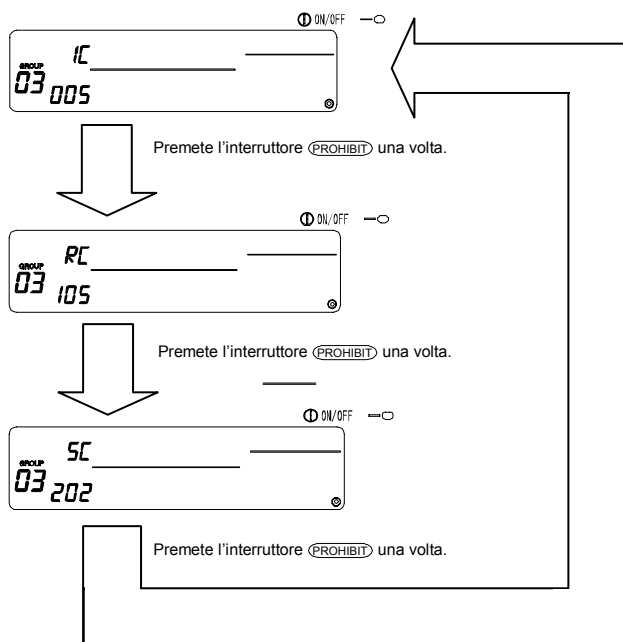 ON/OFF
IC
GROUP
03 005
Premete l'interruttore PROHIBIT una volta.
ON/OFF
RC
GROUP
03 105
Premete l'interruttore PROHIBIT una volta.
ON/OFF
SC
GROUP
03 202
Premete l'interruttore PROHIBIT una volta.